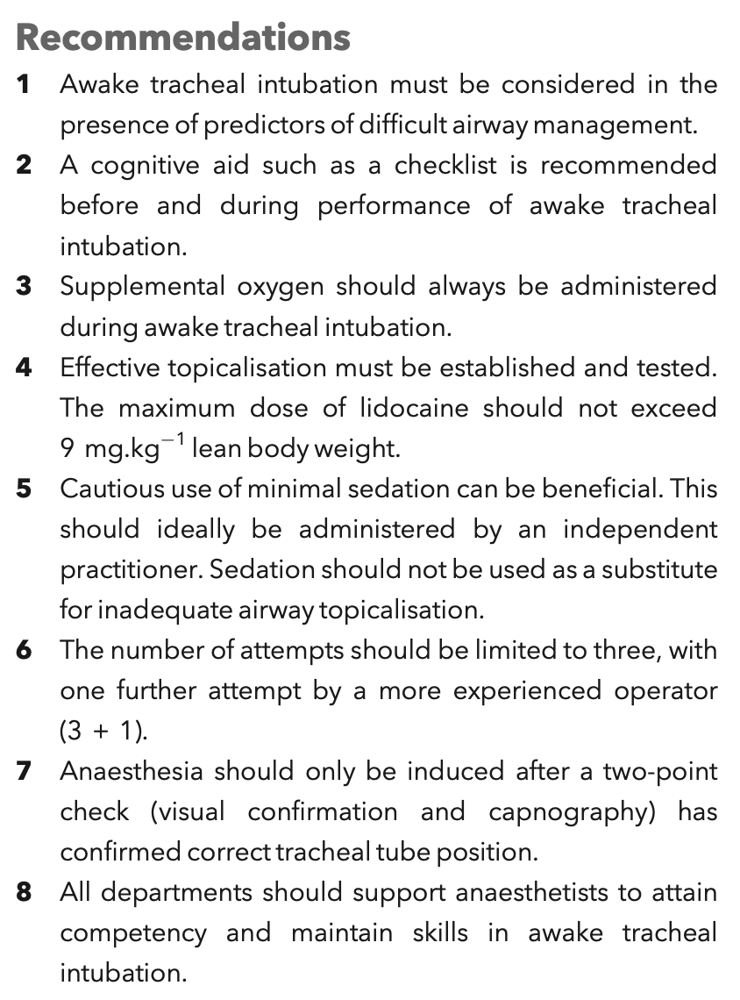 Recommendations
1 Awake tracheal intubation must be considered in the
presence of predictors of difficult airway management.
2 A cognitive aid such as a checklist is recommended
before and during performance of awake tracheal
intubation.
3 Supplemental oxygen should always be administered
during awake tracheal intubation.
4 Effective topicalisation must be established and tested.
The maximum dose of lidocaine should not exceed
9 mg.kg⁻¹ lean body weight.
5 Cautious use of minimal sedation can be beneficial. This
should ideally be administered by an independent
practitioner. Sedation should not be used as a substitute
for inadequate airway topicalisation.
6 The number of attempts should be limited to three, with
one further attempt by a more experienced operator
(3 + 1).
7 Anaesthesia should only be induced after a two-point
check (visual confirmation and capnography) has
confirmed correct tracheal tube position.
8 All departments should support anaesthetists to attain
competency and maintain skills in awake tracheal
intubation.